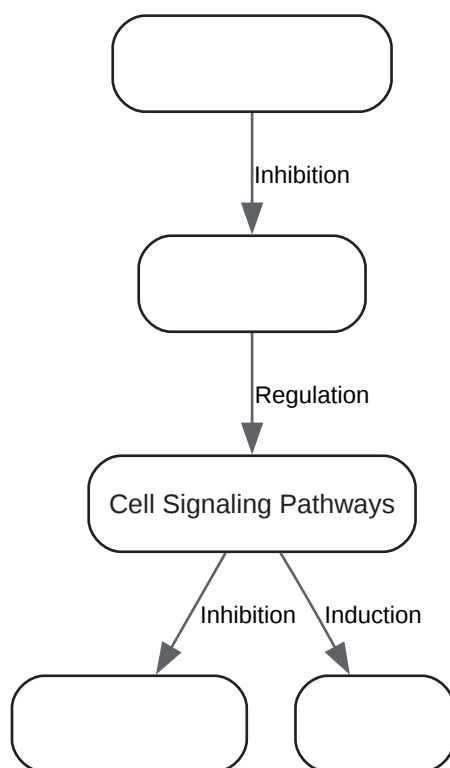 Inhibition
Regulation
Cell Signaling Pathways
Inhibition
Induction